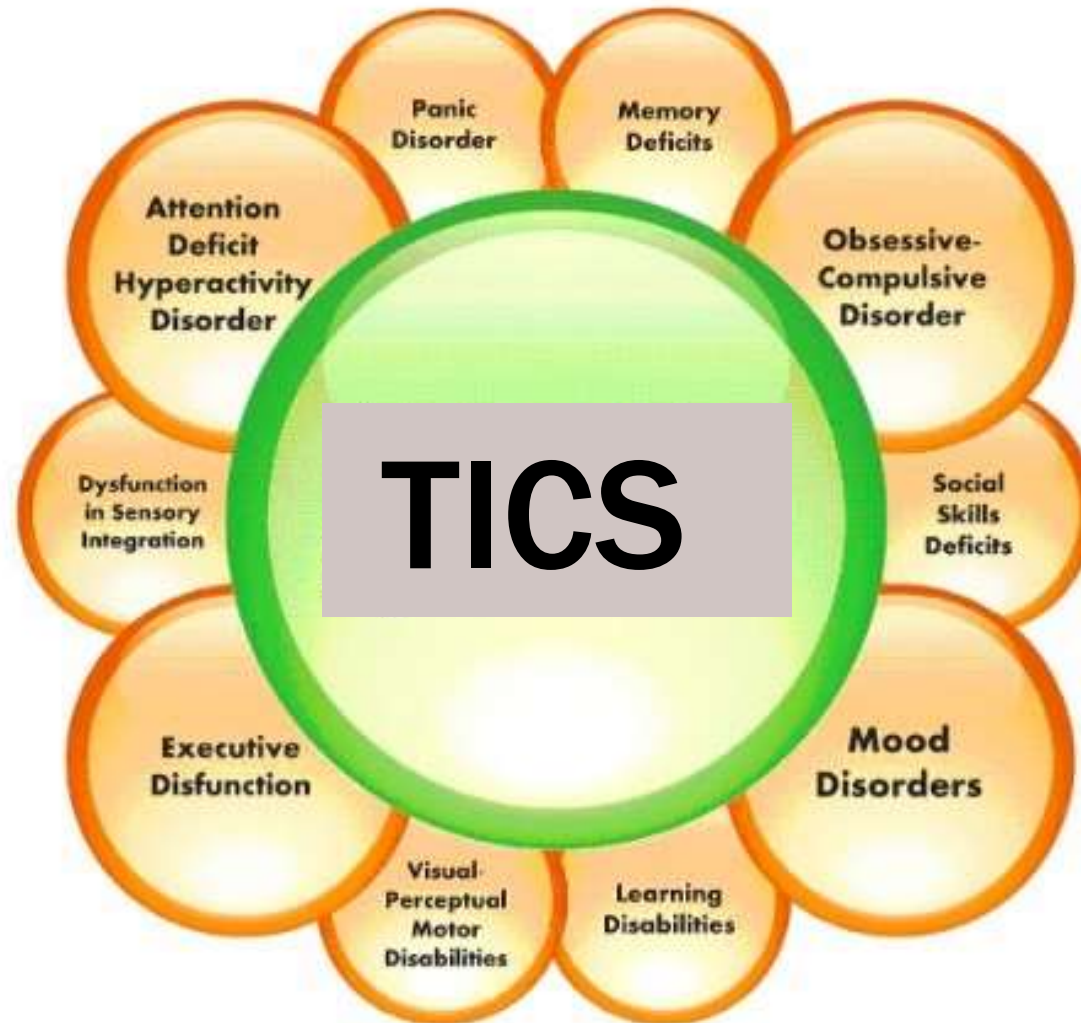 Panic
Disorder
Memory
Deficits
Attention
Deficit
Hyperactivity
Disorder
Obsessive-
Compulsive
Disorder
TICS
Dysfunction
in Sensory
Integration
Social
Skills
Deficits
Executive
Disfunction
Mood
Disorders
Visual-
Perceptual
Motor
Disabilities
Learning
Disabilities